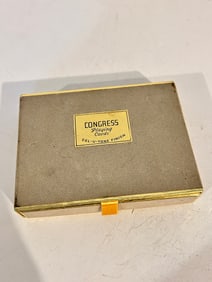 CONGRESS
Playing
Cards
CEL-U-TONE FINISH